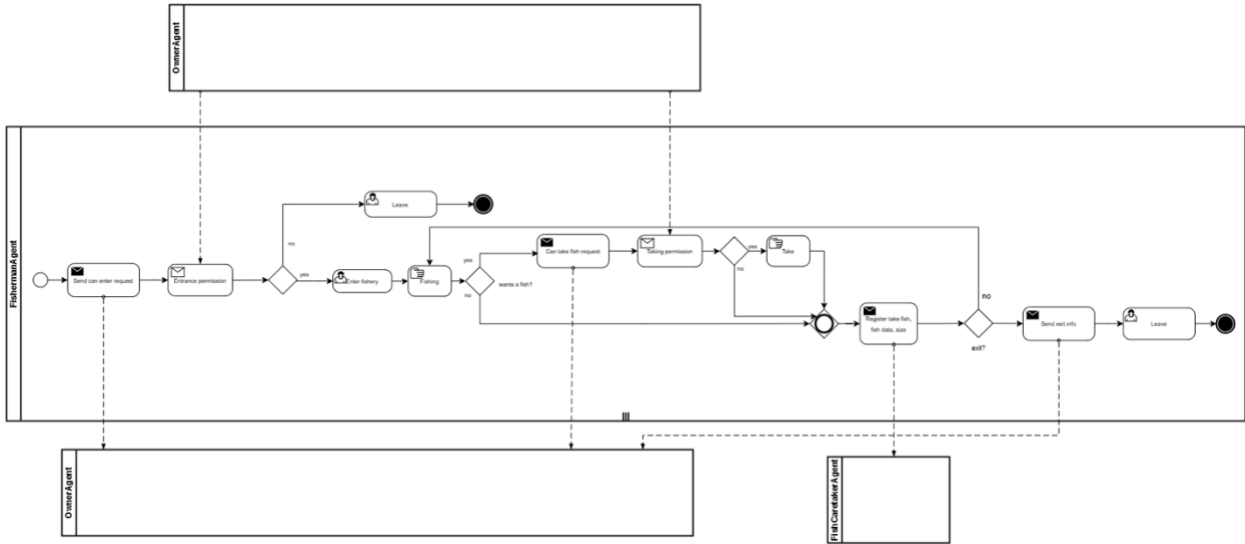 OwnerAgent
FishermanAgent
Leave
no
Send can enter request
Entrance permission
yes
Enter fishery
Fishing
yes
wants a fish?
no
Can take fish request
Taking permission
yes
no
Take
Register take fish,
fish data, size
no
exit?
Send exit info
Leave
OwnerAgent
FishCaretakerAgent